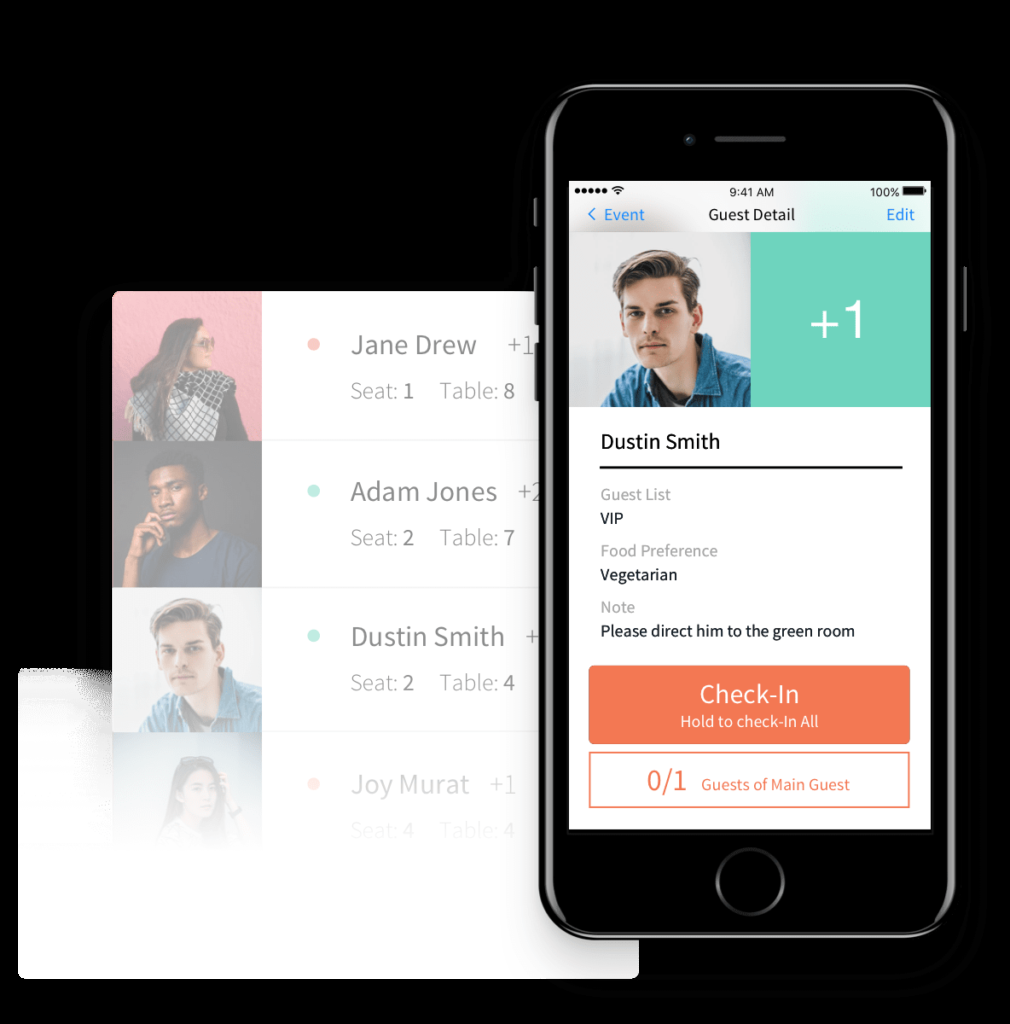 Jane Drew +1
Seat: 1 Table: 8
Adam Jones +2
Seat: 2 Table: 7
Dustin Smith +
Seat: 2 Table: 4
Joy Murat +1
Seat: 4 Table: 4
9:41 AM 100%
Event Guest Detail Edit
+1
Dustin Smith
Guest List
VIP
Food Preference
Vegetarian
Note
Please direct him to the green room
Check-In
Hold to check-In All
0/1 Guests of Main Guest